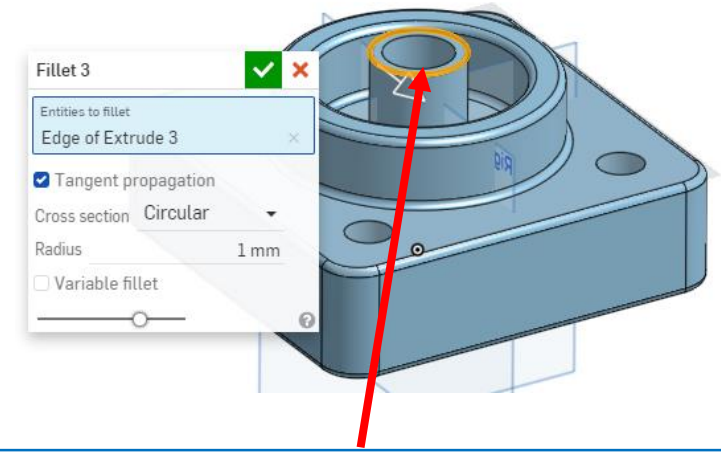 Fillet 3
Entities to fillet
Edge of Extrude 3
Tangent propagation
Cross section Circular
Radius 1 mm
Variable fillet
Rig